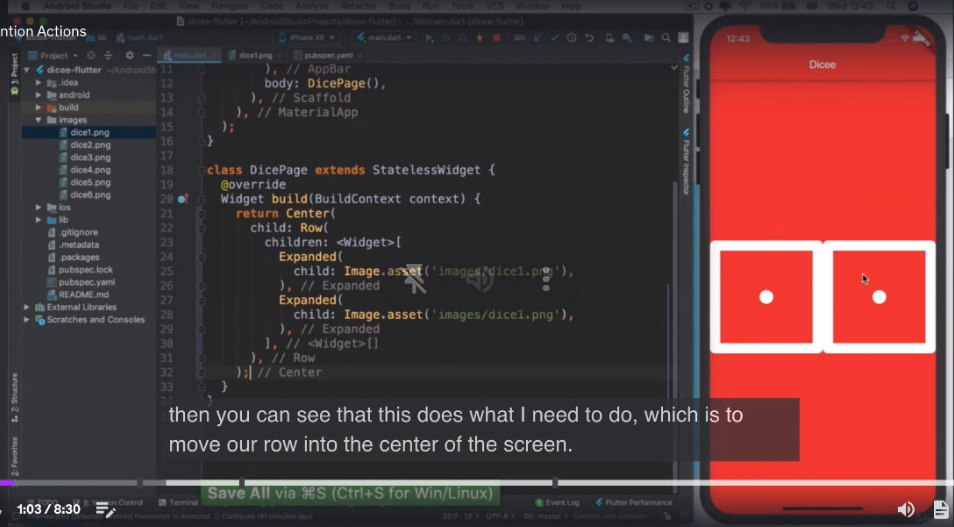 Android Studio File Edit View Navigate Code Analyze Refactor Build Run Tools VCS Window Help
100% Wed 12:43
dicee-flutter [~/AndroidStudioProjects/dicee-flutter] - .../lib/main.dart [dicee-flutter]
ntion Actions
lib main.dart iPhone XR main.dart Git:
Project main.dart dice1.png pubspec.yaml
1: Project
dicee-flutter ~/AndroidSt
.idea
android
build
images
dice1.png
dice2.png
dice3.png
dice4.png
dice5.png
dice6.png
ios
lib
.gitignore
.metadata
.packages
pubspec.lock
pubspec.yaml
README.md
External Libraries
Scratches and Consoles
11 ), // AppBar
12 body: DicePage(),
13 ), // Scaffold
14 ), // MaterialApp
15 );
16 }
17
18 class DicePage extends StatelessWidget {
19 @override
20 Widget build(BuildContext context) {
21 return Center(
22 child: Row(
23 children: <Widget>[
24 Expanded(
25 child: Image.asset('images/dice1.png'),
26 ), // Expanded
27 Expanded(
28 child: Image.asset('images/dice1.png'),
29 ), // Expanded
30 ], // <Widget>[]
31 ), // Row
32 ); // Center
33 }
}
Flutter Outline
Flutter Inspector
12:43
Dicee
2: Structure
2: Favorites
then you can see that this does what I need to do, which is to
move our row into the center of the screen.
Save All via ⌘S (Ctrl+S for Win/Linux)
TODO Version Control Terminal Event Log Flutter Performance
1:03 / 8:30